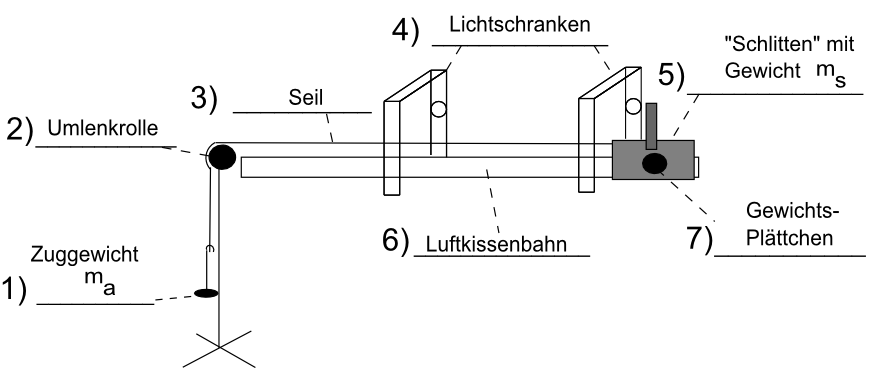 1) Zuggewicht
m_a
2) Umlenkrolle
3) Seil
4) Lichtschranken
5) "Schlitten" mit
Gewicht m_s
6) Luftkissenbahn
7) Gewichts-
Plättchen